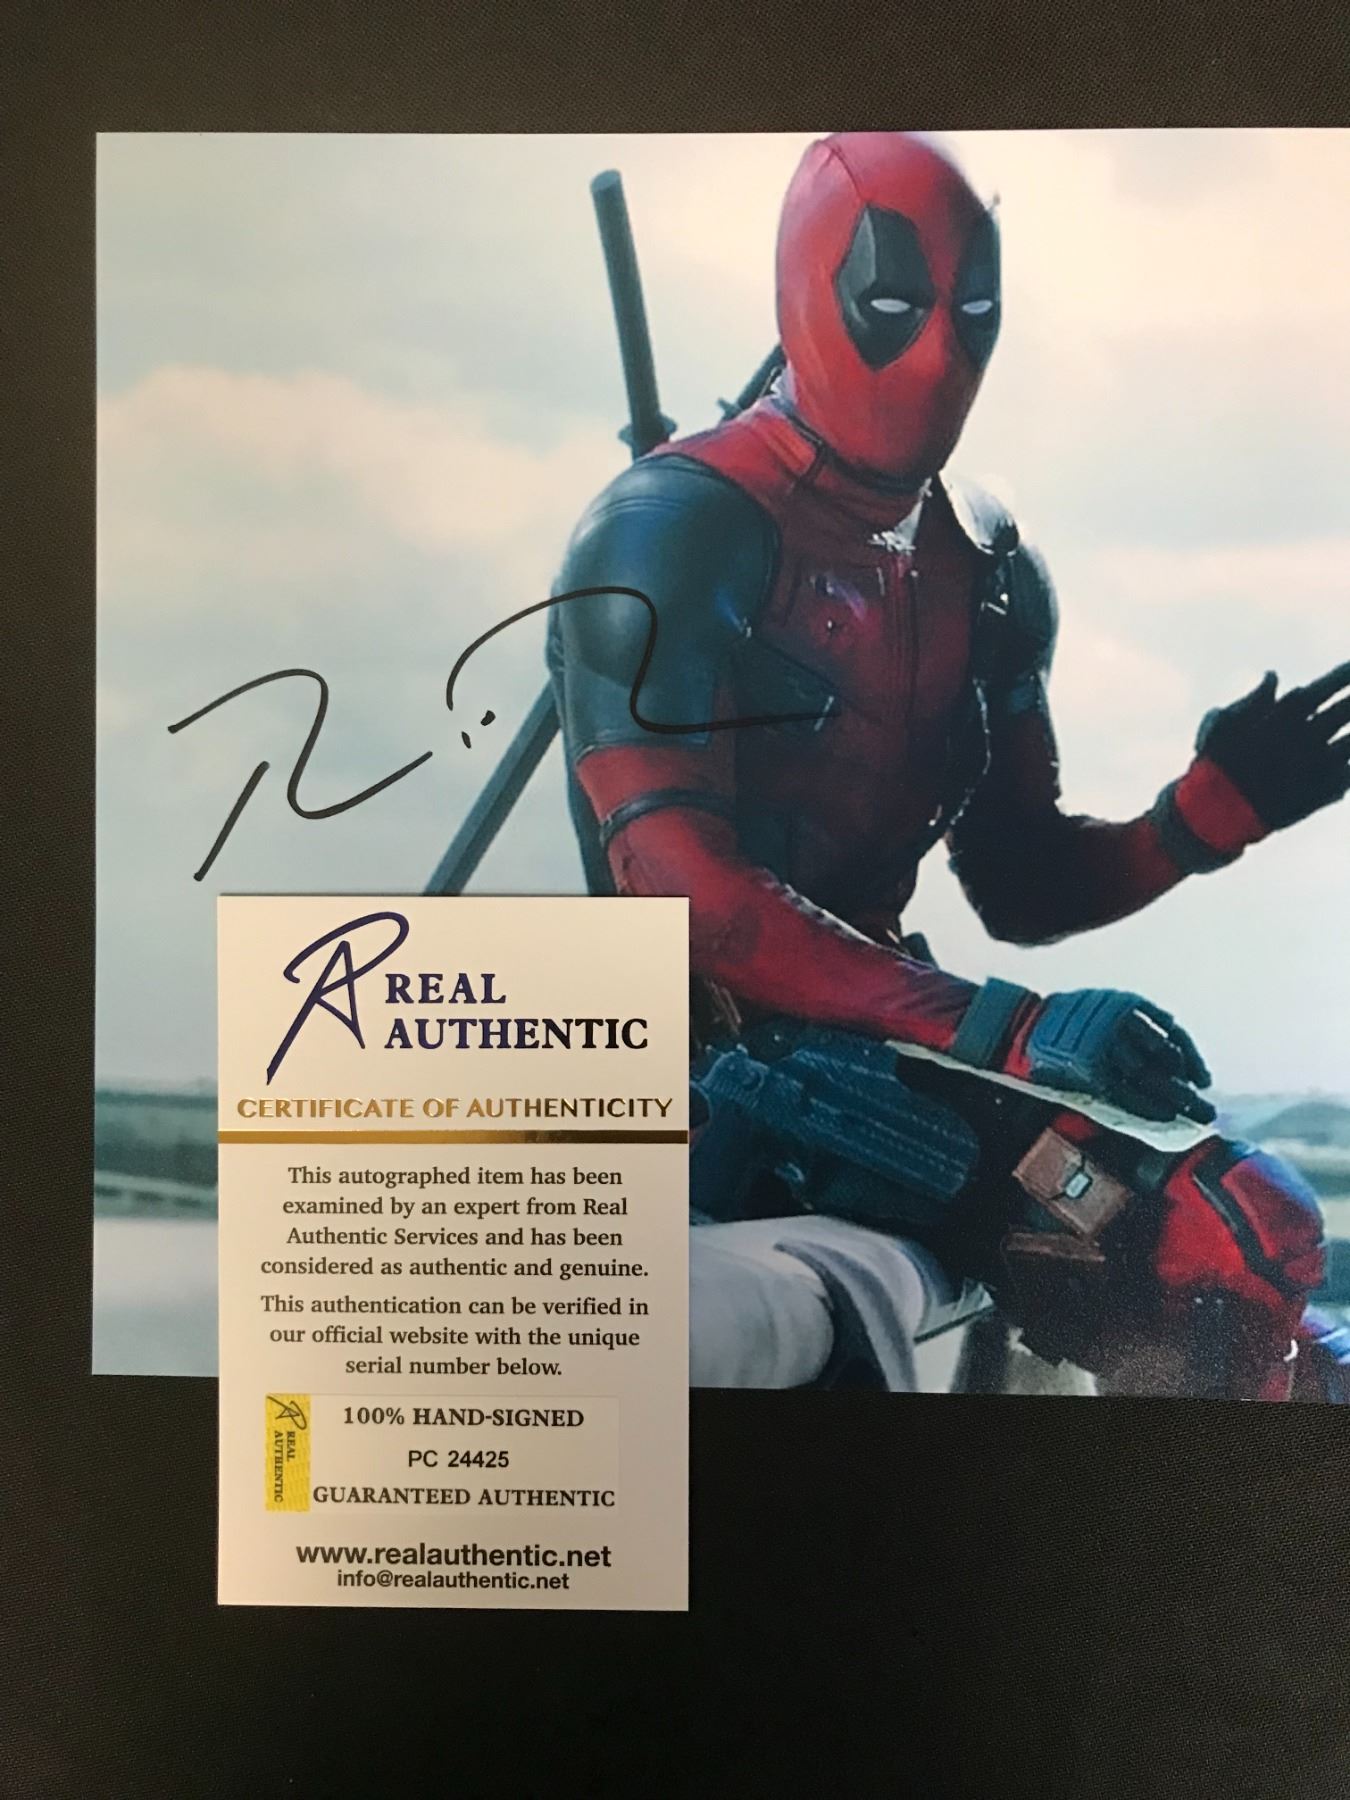 REAL
AUTHENTIC
CERTIFICATE OF AUTHENTICITY
This autographed item has been
examined by an expert from Real
Authentic Services and has been
considered as authentic and genuine.
This authentication can be verified in
our official website with the unique
serial number below.
REAL
AUTHENTIC
100% HAND-SIGNED
PC 24425
GUARANTEED AUTHENTIC
www.realauthentic.net
info@realauthentic.net